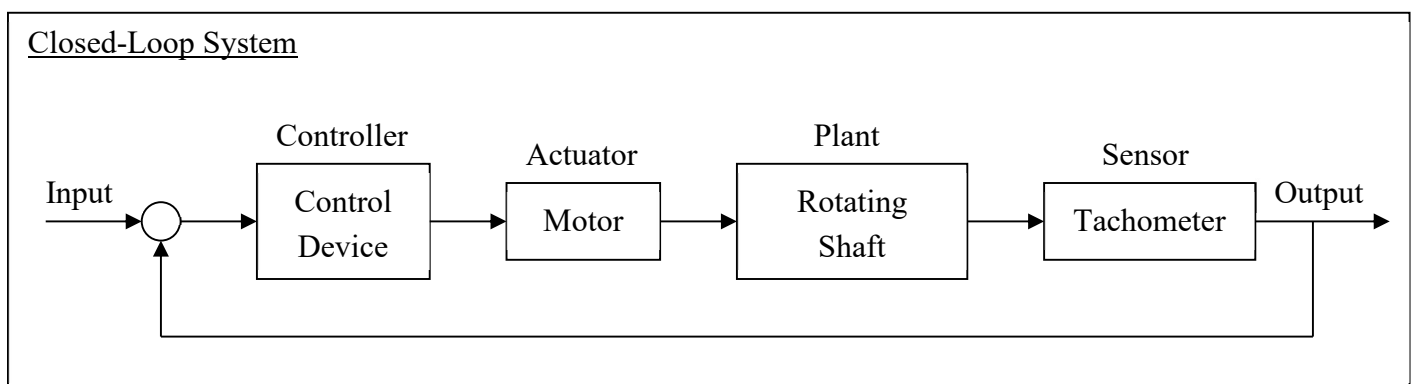 Closed-Loop System
Controller
Plant
Actuator
Sensor
Input
Output
Control
Device
Motor
Rotating
Shaft
Tachometer